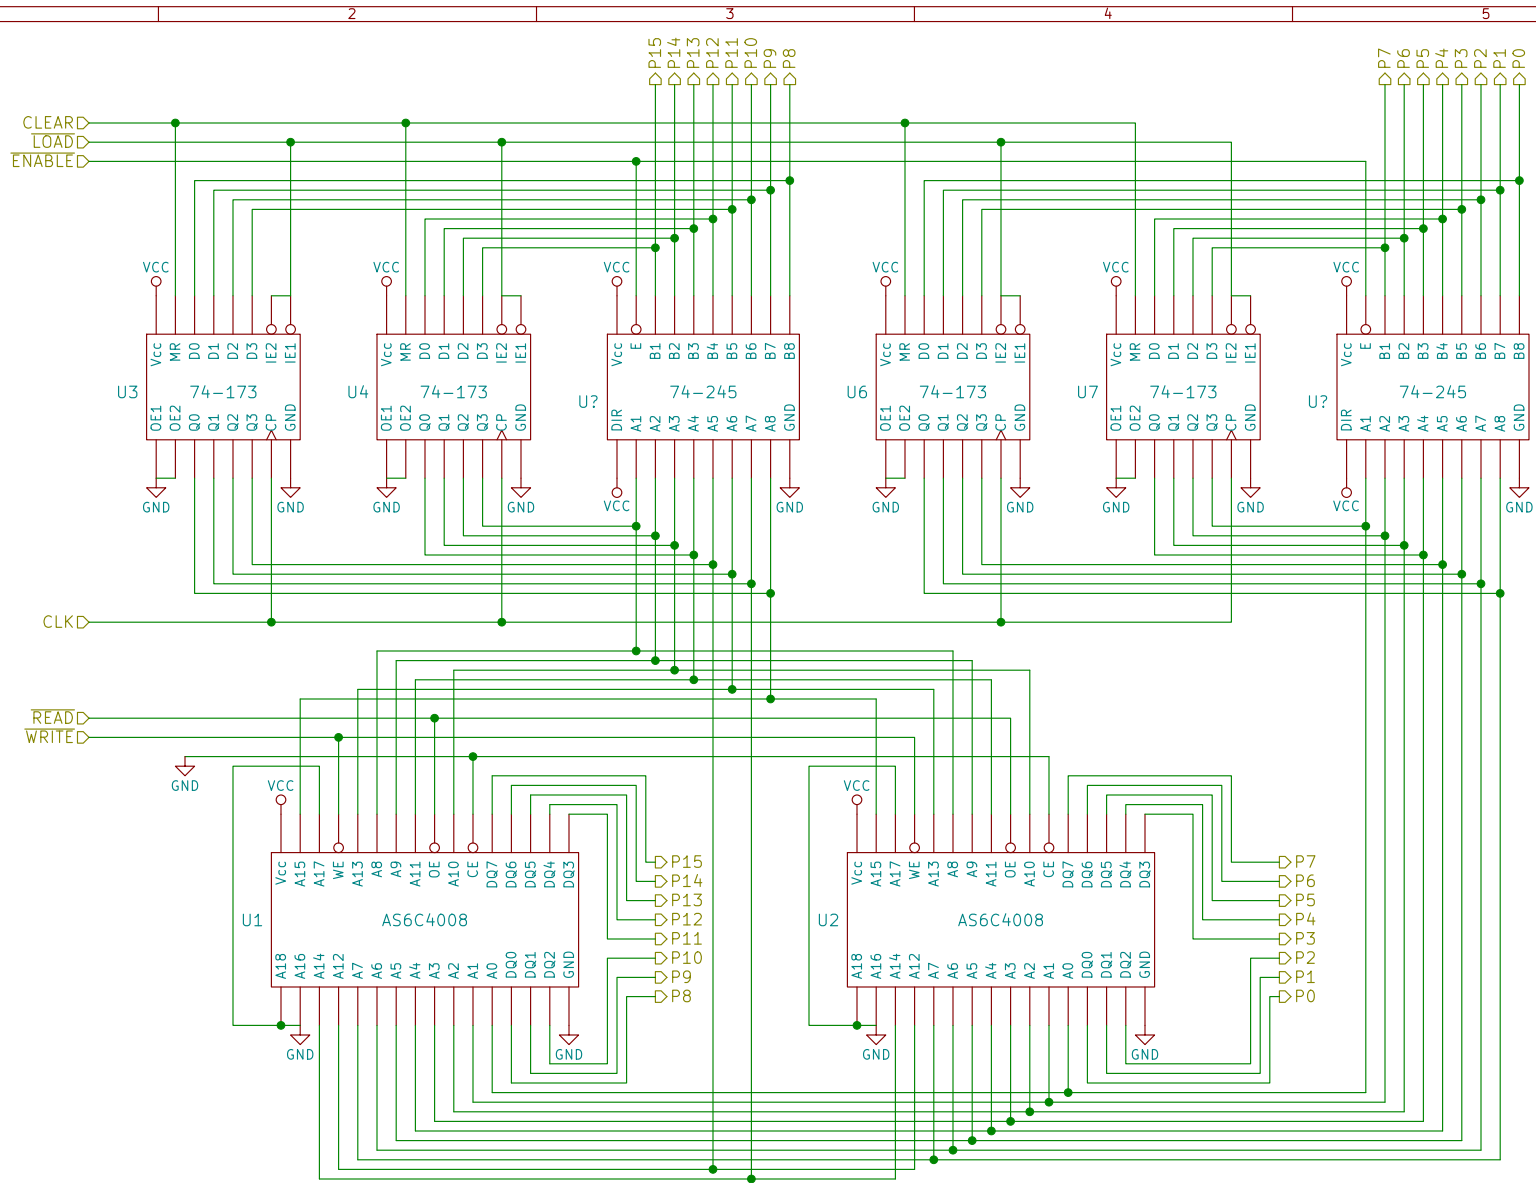 2 3 4 5
P15 P14 P13 P12 P11 P10 P9 P8 P7 P6 P5 P4 P3 P2 P1 P0
CLEAR
LOAD
ENABLE
VCC VCC VCC VCC VCC VCC
Vcc MR D0 D1 D2 D3 IE2 IE1
U3 74-173
OE1 OE2 Q0 Q1 Q2 Q3 CP GND
GND GND
Vcc MR D0 D1 D2 D3 IE2 IE1
U4 74-173
OE1 OE2 Q0 Q1 Q2 Q3 CP GND
GND GND
Vcc E B1 B2 B3 B4 B5 B6 B7 B8
U? 74-245
DIR A1 A2 A3 A4 A5 A6 A7 A8 GND
VCC GND
Vcc MR D0 D1 D2 D3 IE2 IE1
U6 74-173
OE1 OE2 Q0 Q1 Q2 Q3 CP GND
GND GND
Vcc MR D0 D1 D2 D3 IE2 IE1
U7 74-173
OE1 OE2 Q0 Q1 Q2 Q3 CP GND
GND GND
Vcc E B1 B2 B3 B4 B5 B6 B7 B8
U? 74-245
DIR A1 A2 A3 A4 A5 A6 A7 A8 GND
VCC GND
CLK
READ
WRITE
GND
VCC
Vcc A15 A17 WE A13 A8 A9 A11 OE A10 CE DQ7 DQ6 DQ5 DQ4 DQ3
U1 AS6C4008
A18 A16 A14 A12 A7 A6 A5 A4 A3 A2 A1 A0 DQ0 DQ1 DQ2 GND
GND GND
P15
P14
P13
P12
P11
P10
P9
P8
VCC
Vcc A15 A17 WE A13 A8 A9 A11 OE A10 CE DQ7 DQ6 DQ5 DQ4 DQ3
U2 AS6C4008
A18 A16 A14 A12 A7 A6 A5 A4 A3 A2 A1 A0 DQ0 DQ1 DQ2 GND
GND GND
P7
P6
P5
P4
P3
P2
P1
P0